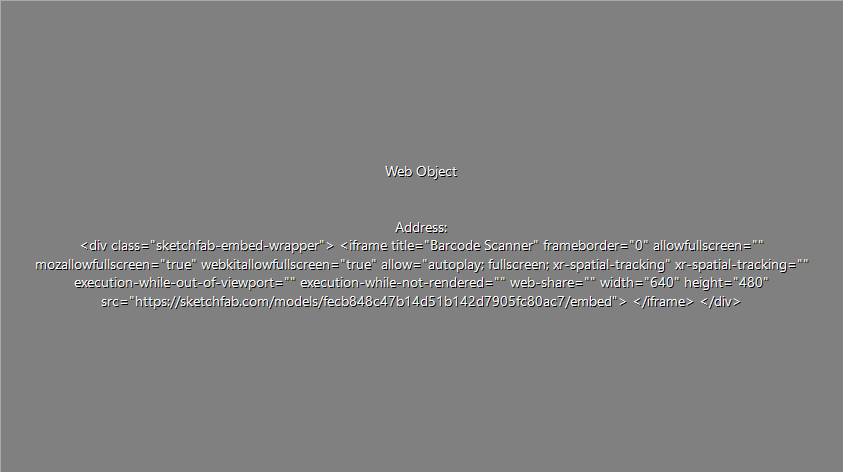 Web Object
Address:
<div class="sketchfab-embed-wrapper"> <iframe title="Barcode Scanner" frameborder="0" allowfullscreen=""
mozallowfullscreen="true" webkitallowfullscreen="true" allow="autoplay; fullscreen; xr-spatial-tracking" xr-spatial-tracking=""
execution-while-out-of-viewport="" execution-while-not-rendered="" web-share="" width="640" height="480"
src="https://sketchfab.com/models/fecb848c47b14d51b142d7905fc80ac7/embed"> </iframe> </div>